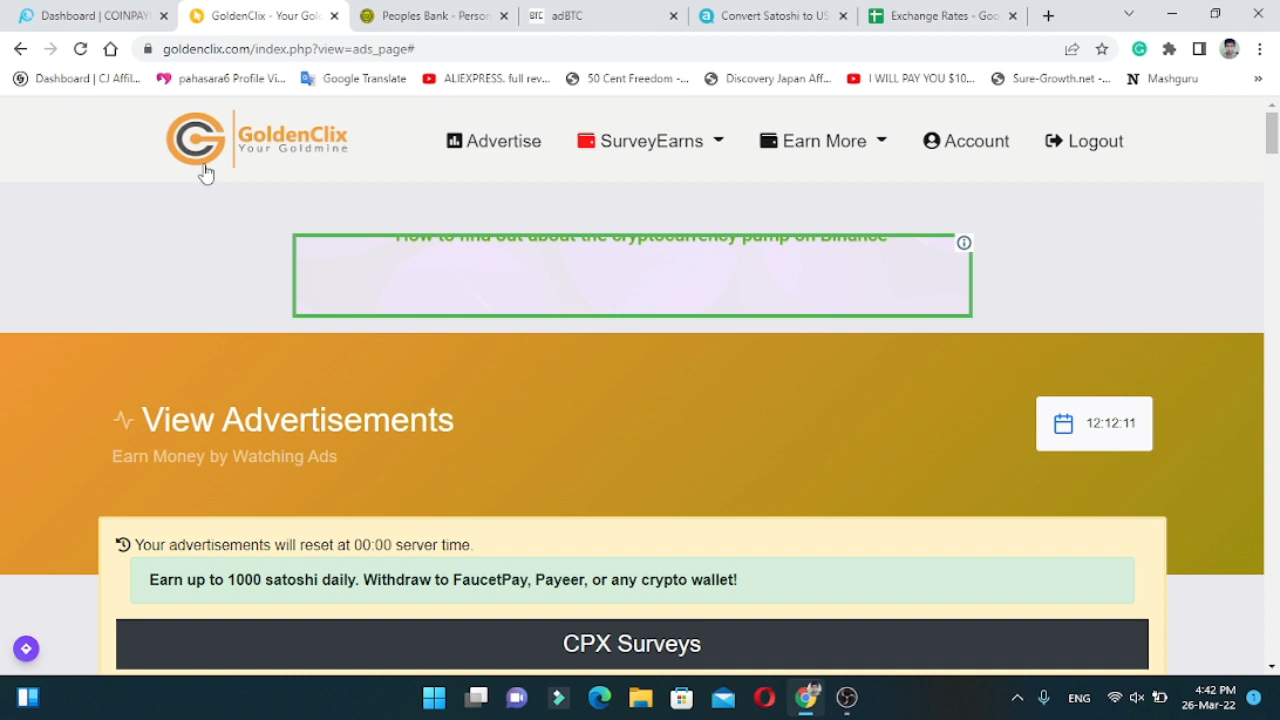 Dashboard | COINPAY
GoldenClix - Your Gol
Peoples Bank - Person
BTC adBTC
Convert Satoshi to US
Exchange Rates - Goo
goldenclix.com/index.php?view=ads_page#
Dashboard | CJ Affil...
pahasara6 Profile Vi...
Google Translate
ALIEXPRESS. full rev...
50 Cent Freedom -...
Discovery Japan Aff...
I WILL PAY YOU $10...
Sure-Growth.net -...
Mashguru
»
GoldenClix
Your Goldmine
Advertise
SurveyEarns
Earn More
Account
Logout
How to find out about the cryptocurrency pump on Binance
View Advertisements
Earn Money by Watching Ads
12:12:11
Your advertisements will reset at 00:00 server time.
Earn up to 1000 satoshi daily. Withdraw to FaucetPay, Payeer, or any crypto wallet!
CPX Surveys
ENG
4:42 PM
26-Mar-22
1